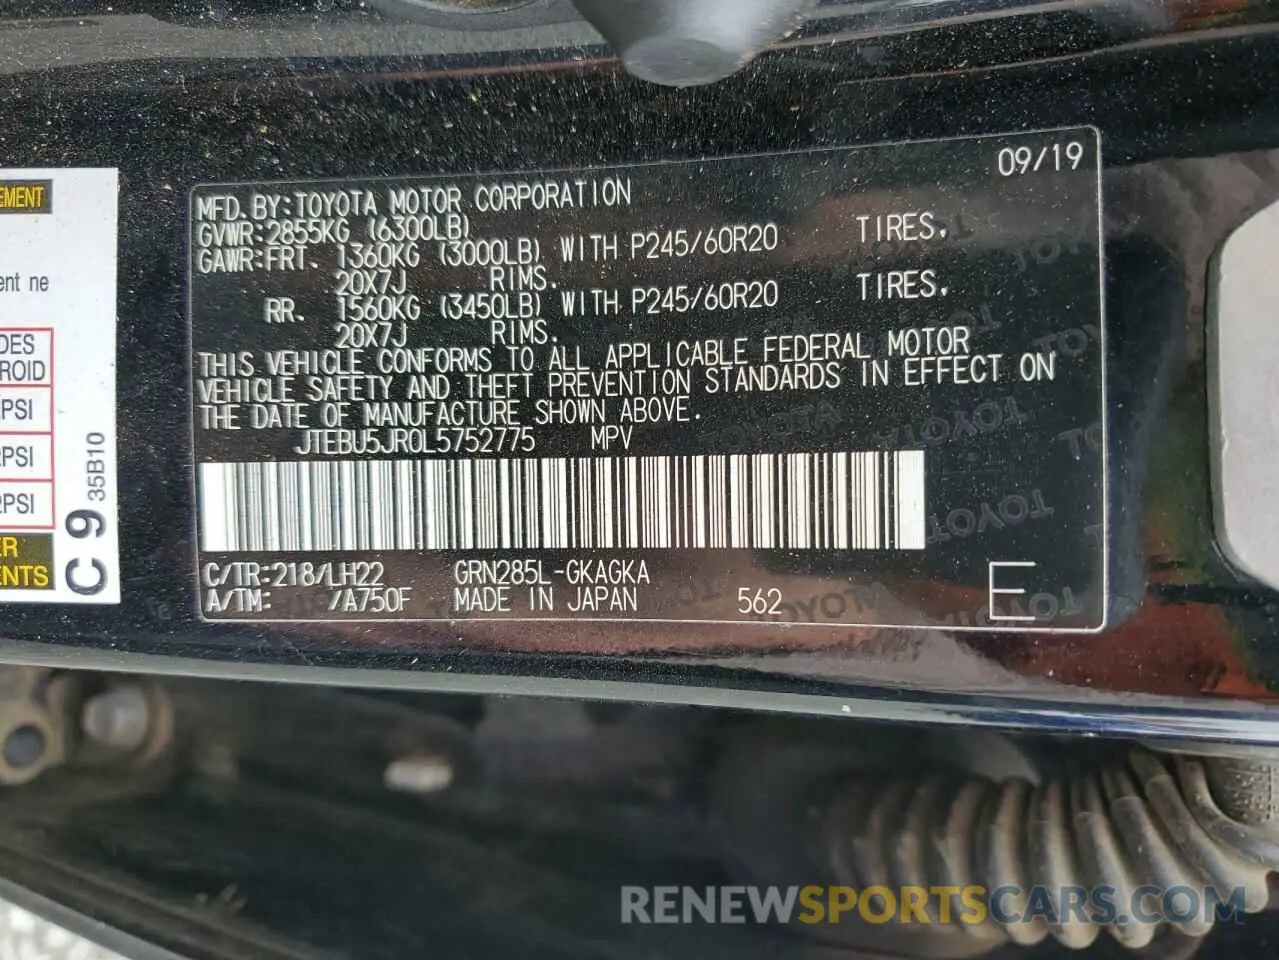 09/19
MFD. BY: TOYOTA MOTOR CORPORATION
GVWR: 2855KG (6300LB)
GAWR: FRT. 1360KG (3000LB) WITH P245/60R20 TIRES,
20X7J RIMS.
RR. 1560KG (3450LB) WITH P245/60R20 TIRES,
20X7J RIMS.
THIS VEHICLE CONFORMS TO ALL APPLICABLE FEDERAL MOTOR
VEHICLE SAFETY AND THEFT PREVENTION STANDARDS IN EFFECT ON
THE DATE OF MANUFACTURE SHOWN ABOVE.
JTEBU5JR0L5752775 MPV
C/TR: 218/LH22 GRN285L-GKAGKA
A/TM: /A750F MADE IN JAPAN 562 E
TOYOTA
TOYOTA
TOYOTA
EMENT
ent ne
DES
ROID
PSI
PSI
PSI
ER
ENTS
C 9 35B10
RENEWSPORTSCARS.COM